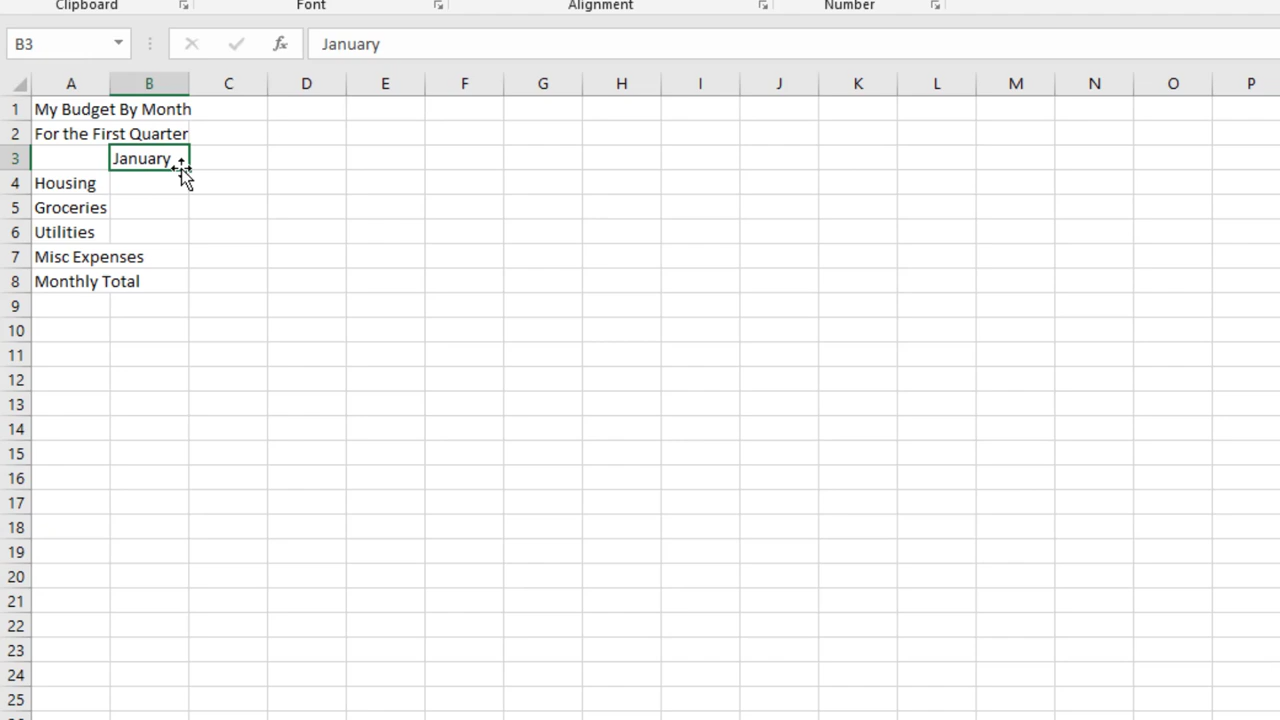 Clipboard Font Alignment Number
B3 fx January
A B C D E F G H I J K L M N O P
1 My Budget By Month
2 For the First Quarter
3 January
4 Housing
5 Groceries
6 Utilities
7 Misc Expenses
8 Monthly Total
9
10
11
12
13
14
15
16
17
18
19
20
21
22
23
24
25